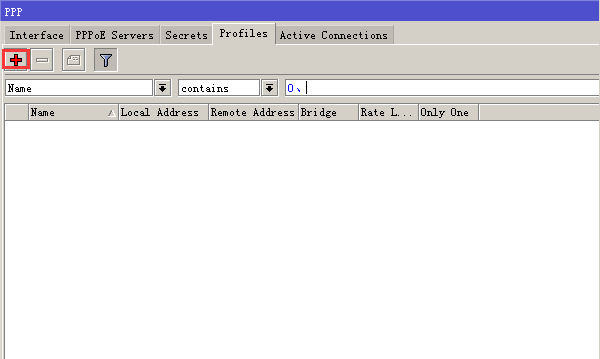 PPP
Interface PPPoE Servers Secrets Profiles Active Connections
Name contains 0、
Name Local Address Remote Address Bridge Rate L... Only One